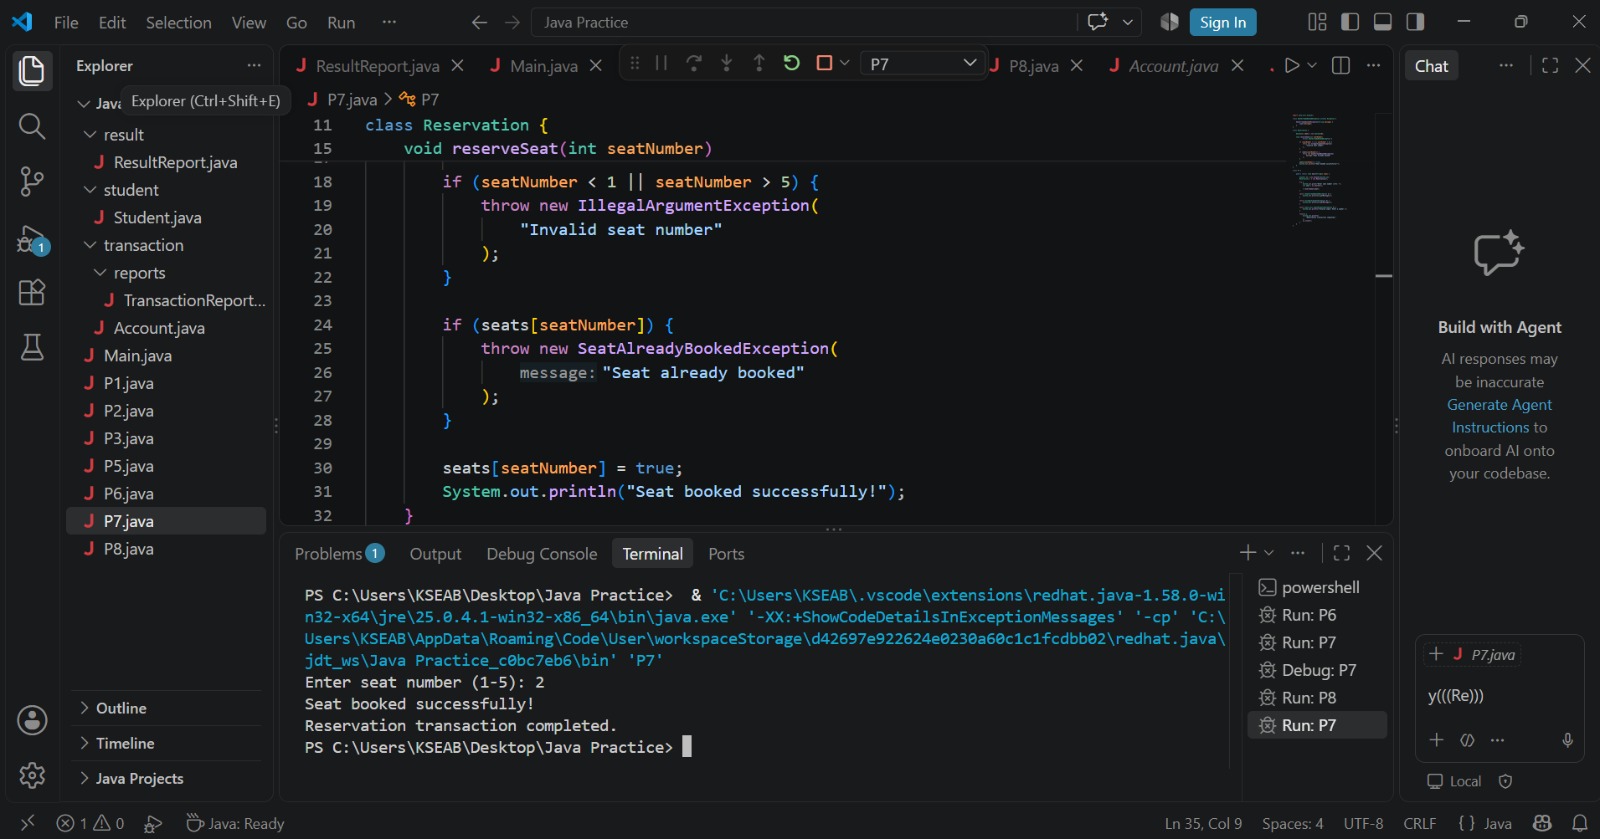 File Edit Selection View Go Run ··· Java Practice Sign In
Explorer ···
Explorer (Ctrl+Shift+E)
Java
result
ResultReport.java
student
Student.java
transaction
reports
TransactionReport...
Account.java
Main.java
P1.java
P2.java
P3.java
P5.java
P6.java
P7.java
P8.java
Outline
Timeline
Java Projects
1
ResultReport.java Main.java P7 P8.java Account.java
P7.java > P7
11 class Reservation {
15 void reserveSeat(int seatNumber)
18 if (seatNumber < 1 || seatNumber > 5) {
19 throw new IllegalArgumentException(
20 "Invalid seat number"
21 );
22 }
23
24 if (seats[seatNumber]) {
25 throw new SeatAlreadyBookedException(
26 message: "Seat already booked"
27 );
28 }
29
30 seats[seatNumber] = true;
31 System.out.println("Seat booked successfully!");
32 }
Problems 1 Output Debug Console Terminal Ports
PS C:\Users\KSEAB\Desktop\Java Practice> & 'C:\Users\KSEAB\.vscode\extensions\redhat.java-1.58.0-wi
n32-x64\jre\25.0.4.1-win32-x86_64\bin\java.exe' '-XX:+ShowCodeDetailsInExceptionMessages' '-cp' 'C:\
Users\KSEAB\AppData\Roaming\Code\User\workspaceStorage\d42697e922624e0230a60c1c1fcdbb02\redhat.java\
jdt_ws\Java Practice_c0bc7eb6\bin' 'P7'
Enter seat number (1-5): 2
Seat booked successfully!
Reservation transaction completed.
PS C:\Users\KSEAB\Desktop\Java Practice>
powershell
Run: P6
Run: P7
Debug: P7
Run: P8
Run: P7
Chat
Build with Agent
AI responses may
be inaccurate
Generate Agent
Instructions to
onboard AI onto
your codebase.
P7.java
y(((Re)))
Local
1 0 Java: Ready Ln 35, Col 9 Spaces: 4 UTF-8 CRLF { } Java